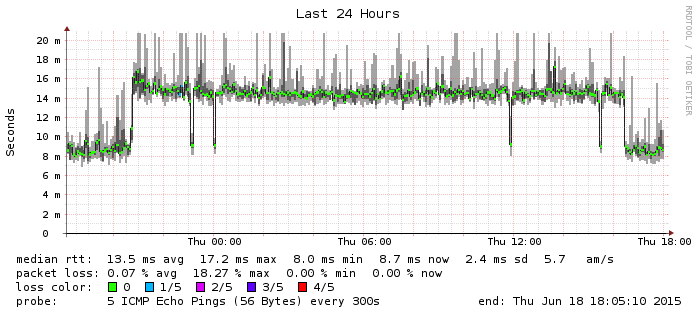 Last 24 Hours
RRDTOOL / TOBI OETIKER
Seconds
20 m
18 m
16 m
14 m
12 m
10 m
8 m
6 m
4 m
2 m
0
Thu 00:00 Thu 06:00 Thu 12:00 Thu 18:00
median rtt: 13.5 ms avg 17.2 ms max 8.0 ms min 8.7 ms now 2.4 ms sd 5.7 am/s
packet loss: 0.07 % avg 18.27 % max 0.00 % min 0.00 % now
loss color: 0 1/5 2/5 3/5 4/5
probe: 5 ICMP Echo Pings (56 Bytes) every 300s end: Thu Jun 18 18:05:10 2015